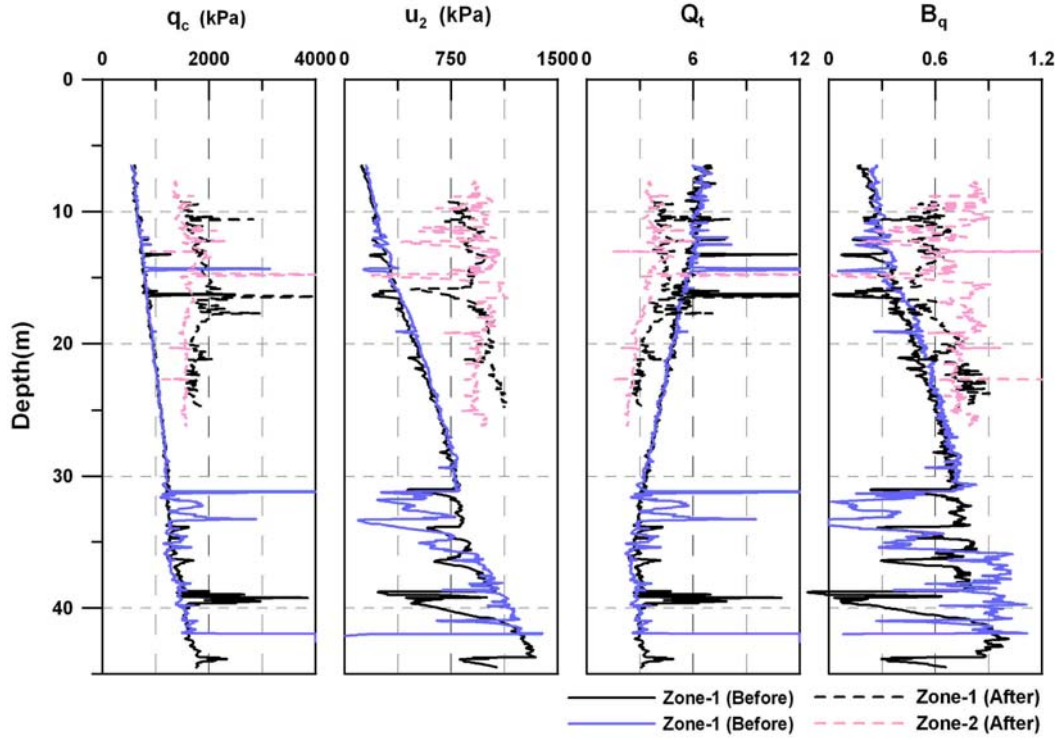 qc (kPa) u2 (kPa) Qt Bq
0 2000 4000 0 750 1500 0 6 12 0 0.6 1.2
0
10
20
30
40
Depth(m)
Zone-1 (Before) Zone-1 (After)
Zone-1 (Before) Zone-2 (After)